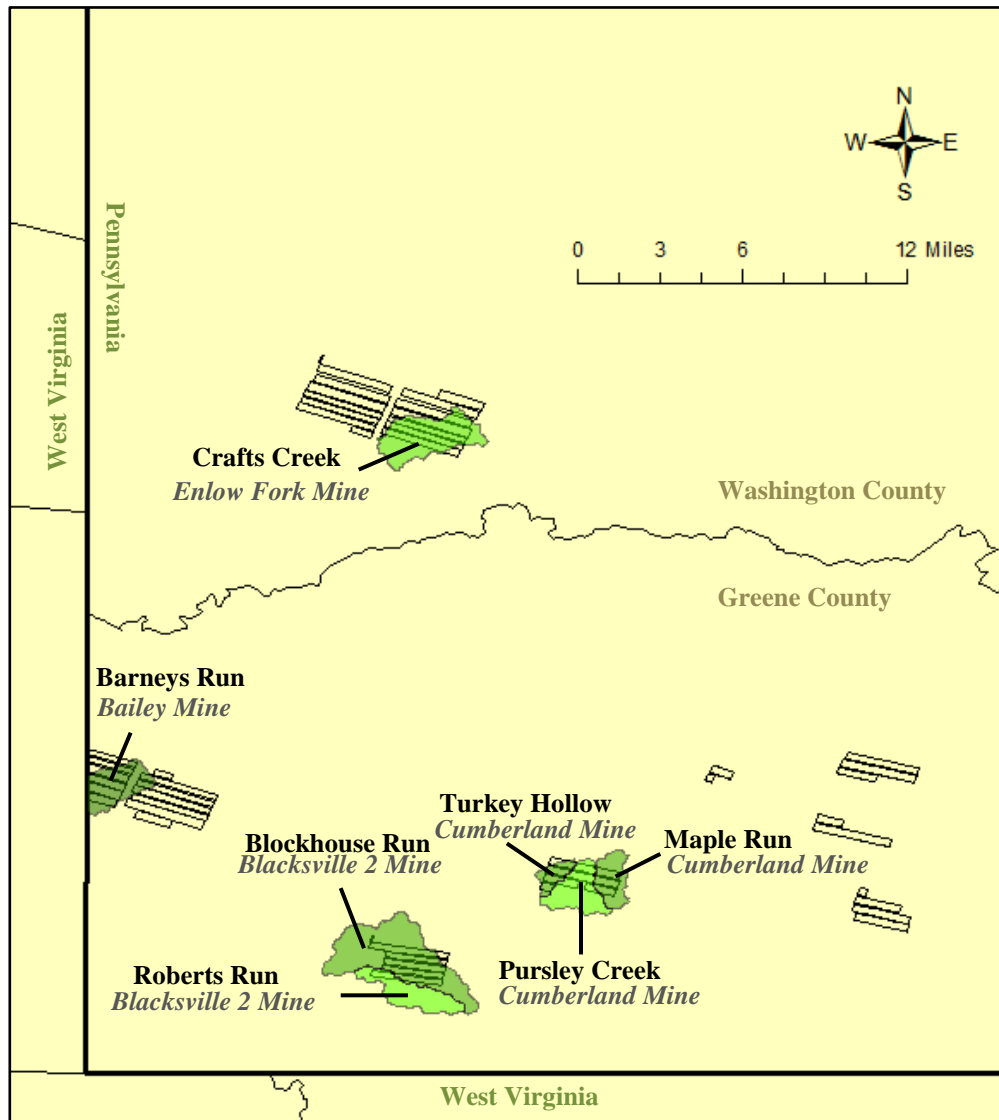 N
W E
S
0 3 6 12 Miles
Pennsylvania
West Virginia
Crafts Creek
Enlow Fork Mine
Washington County
Greene County
Barneys Run
Bailey Mine
Turkey Hollow
Cumberland Mine
Blockhouse Run
Blacksville 2 Mine
Maple Run
Cumberland Mine
Roberts Run
Blacksville 2 Mine
Pursley Creek
Cumberland Mine
West Virginia